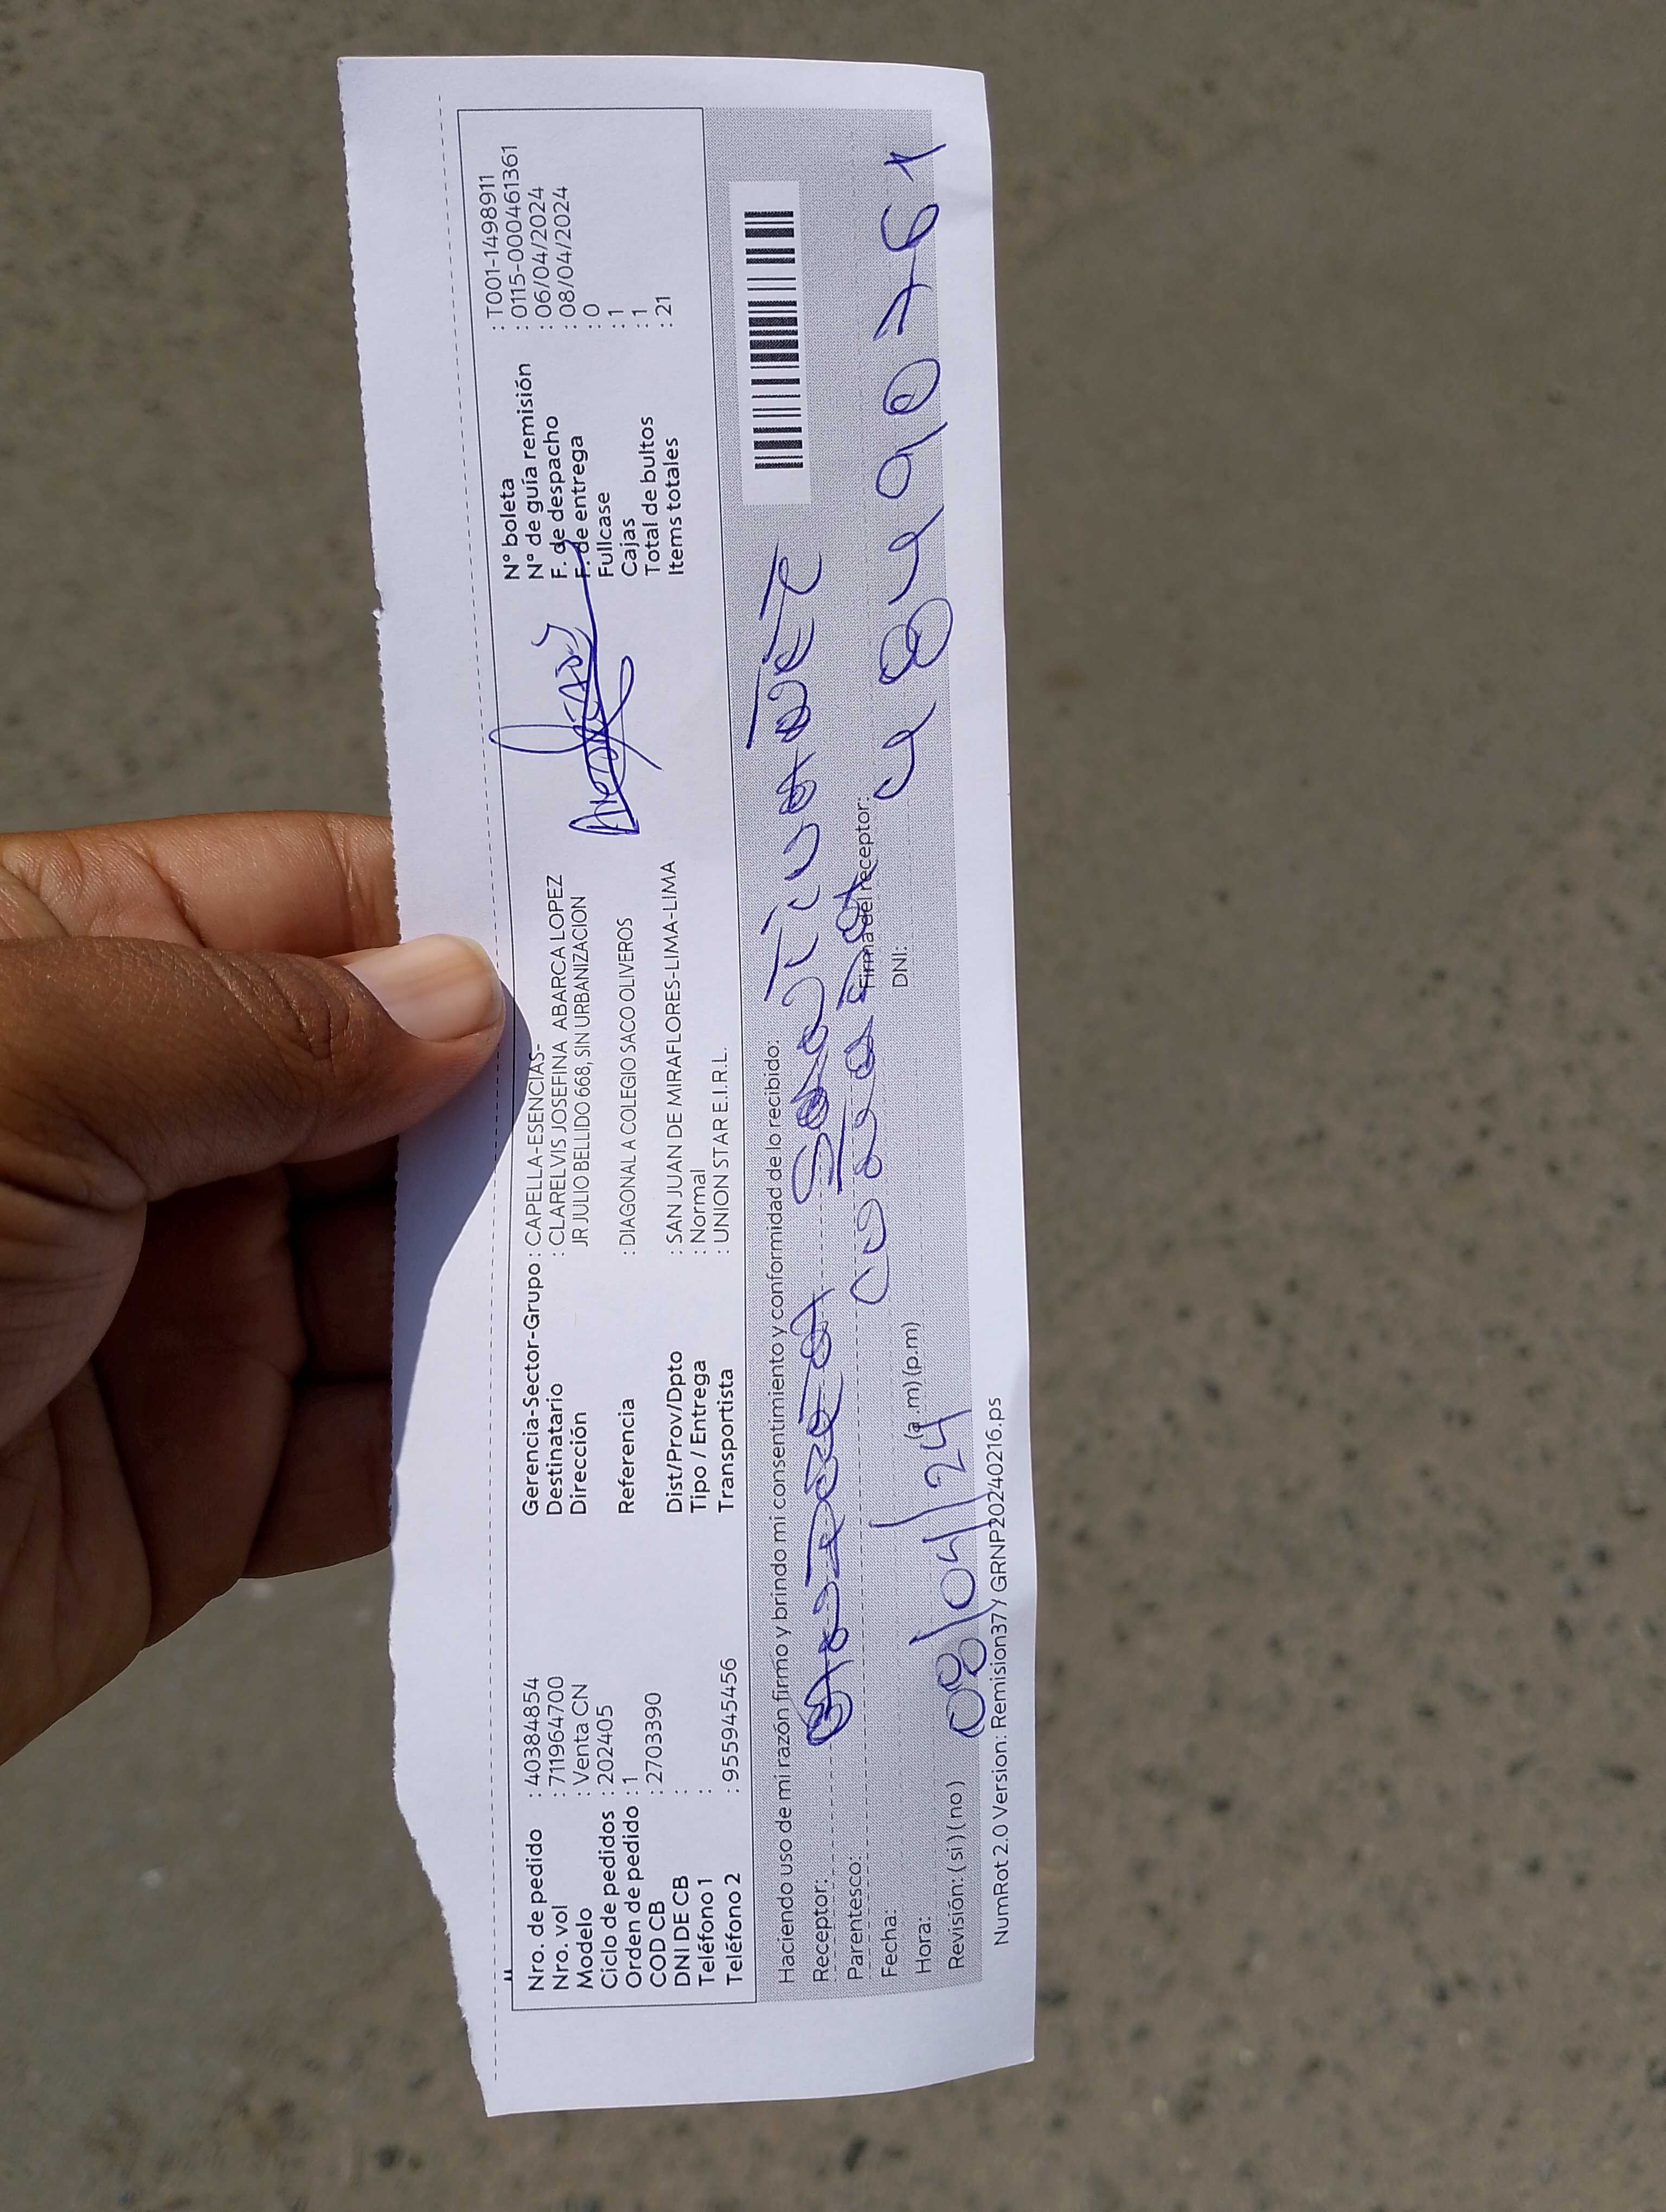 Nro. de pedido : 40384854
Nro. vol : 711964700
Modelo : Venta CN
Ciclo de pedidos : 202405
Orden de pedido : 1
COD CB : 2703390
DNI DE CB :
Teléfono 1 :
Teléfono 2 : 955945456
Gerencia-Sector-Grupo : CAPELLA-ESENCIAS-
Destinatario : CLARELVIS JOSEFINA ABARCA LOPEZ
Dirección JR JULIO BELLIDO 668, SIN URBANIZACION
Referencia : DIAGONAL A COLEGIO SACO OLIVEROS
Dist/Prov/Dpto : SAN JUAN DE MIRAFLORES-LIMA-LIMA
Tipo / Entrega : Normal
Transportista : UNION STAR E.I.R.L.
N° boleta : T001-1498911
N° de guía remisión : 0115-0000461361
F. de despacho : 06/04/2024
F. de entrega : 08/04/2024
Fullcase : 0
Cajas : 1
Total de bultos : 1
Items totales : 21
Haciendo uso de mi razón firmo y brindo mi consentimiento y conformidad de lo recibido:
Receptor:
Parentesco:
Fecha: 08/04/24
Hora: (a.m) (p.m)
Revisión: ( si ) ( no )
Firma del receptor:
DNI: 48490761
NumRot 2.0 Version: Remision37 / GRNP20240216.ps